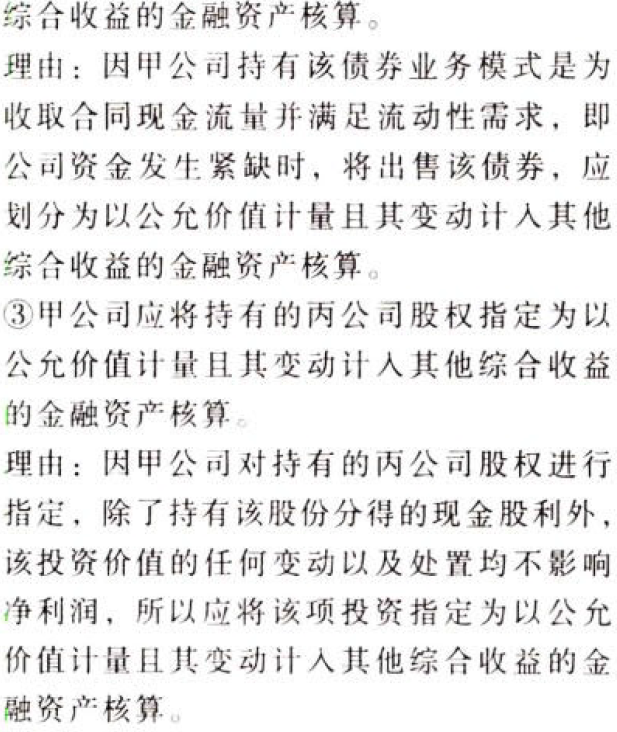 综合收益的金融资产核算。
理由：因甲公司持有该债券业务模式是为
收取合同现金流量并满足流动性需求，即
公司资金发生紧缺时，将出售该债券，应
划分为以公允价值计量且其变动计入其他
综合收益的金融资产核算。
③甲公司应将持有的丙公司股权指定为以
公允价值计量且其变动计入其他综合收益
的金融资产核算。
理由：因甲公司对持有的丙公司股权进行
指定，除了持有该股份分得的现金股利外，
该投资价值的任何变动以及处置均不影响
净利润，所以应将该项投资指定为以公允
价值计量且其变动计入其他综合收益的金
融资产核算。